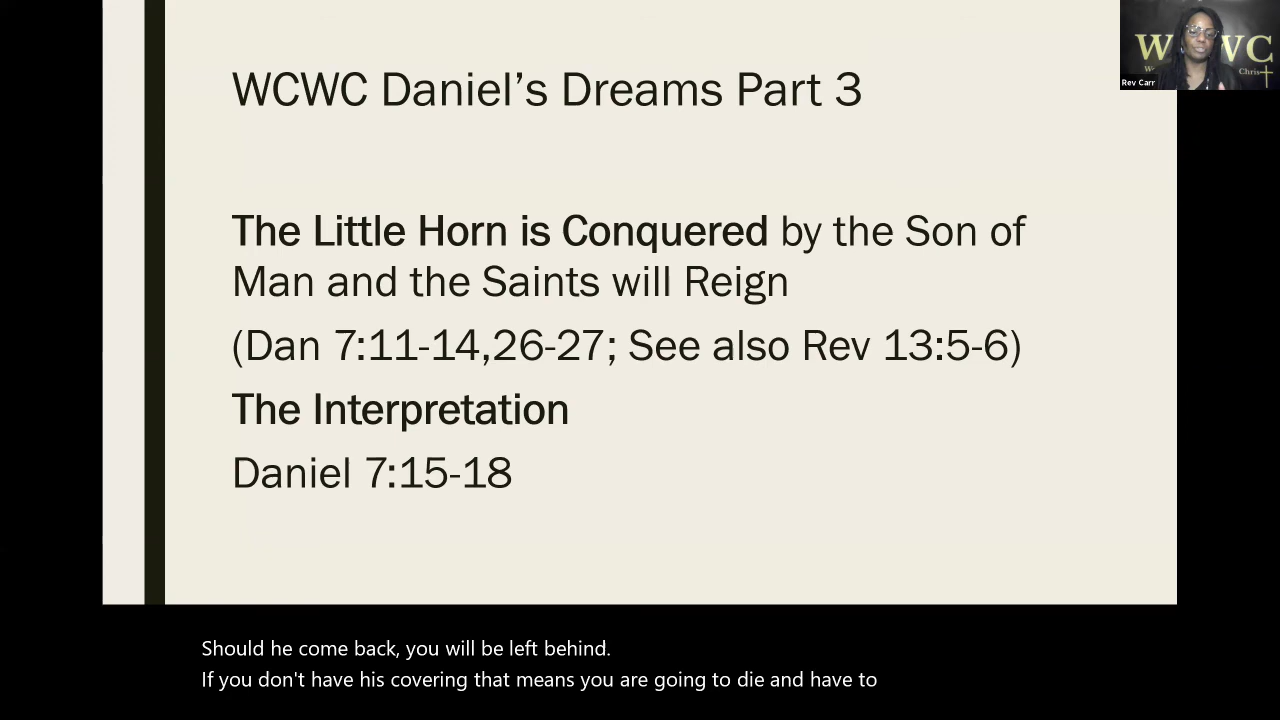 WCWC Daniel’s Dreams Part 3
The Little Horn is Conquered by the Son of
Man and the Saints will Reign
(Dan 7:11-14,26-27; See also Rev 13:5-6)
The Interpretation
Daniel 7:15-18
Rev Carr
Should he come back, you will be left behind.
If you don't have his covering that means you are going to die and have to